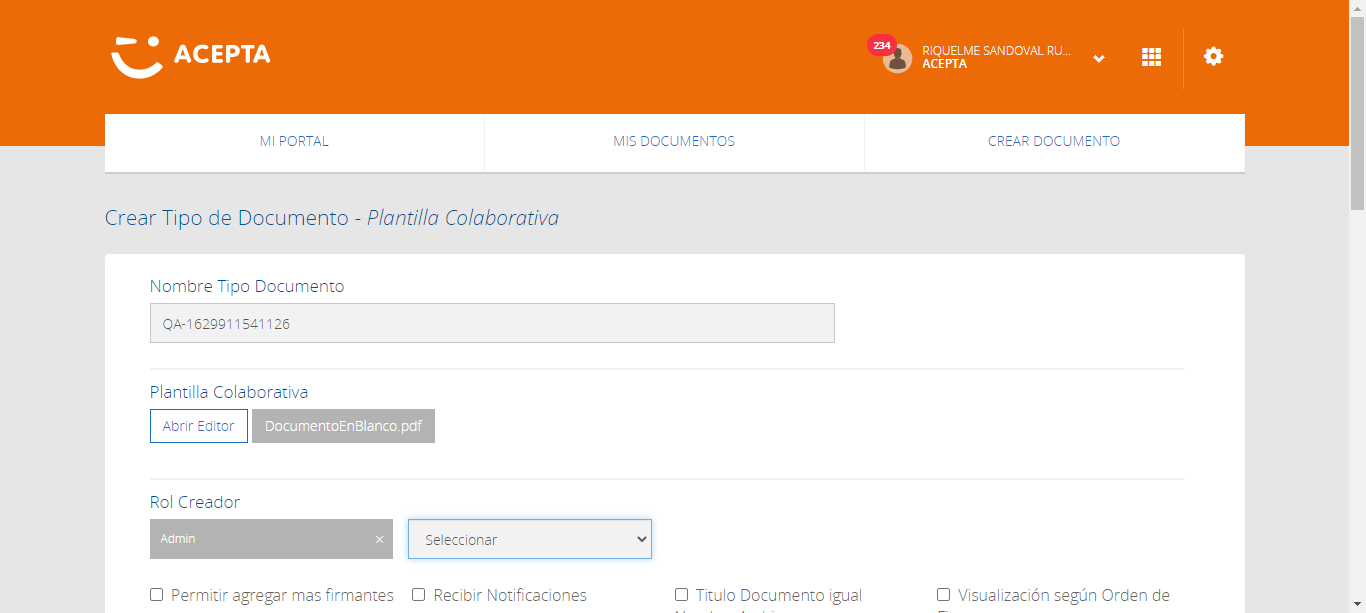 ACEPTA
234
RIQUELME SANDOVAL RU...
ACEPTA
MI PORTAL
MIS DOCUMENTOS
CREAR DOCUMENTO
Crear Tipo de Documento - Plantilla Colaborativa
Nombre Tipo Documento
QA-1629911541126
Plantilla Colaborativa
Abrir Editor
DocumentoEnBlanco.pdf
Rol Creador
Admin ×
Seleccionar
Permitir agregar mas firmantes
Recibir Notificaciones
Titulo Documento igual
Visualización según Orden de